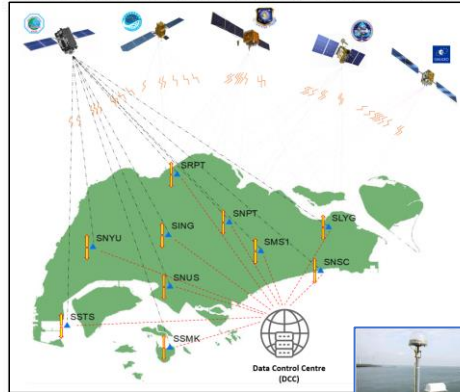 SRPT
SNPT
SLYG
SING
SMS1
SNYU
SNSC
SNUS
SSTS
SSMK
Data Control Centre
(DCC)